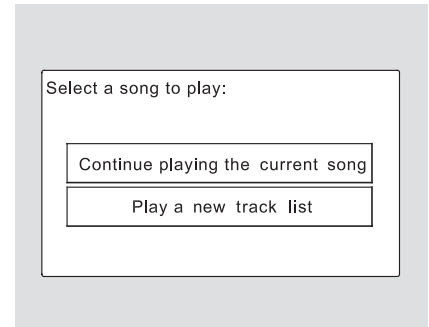 Select a song to play:
Continue playing the current song
Play a new track list